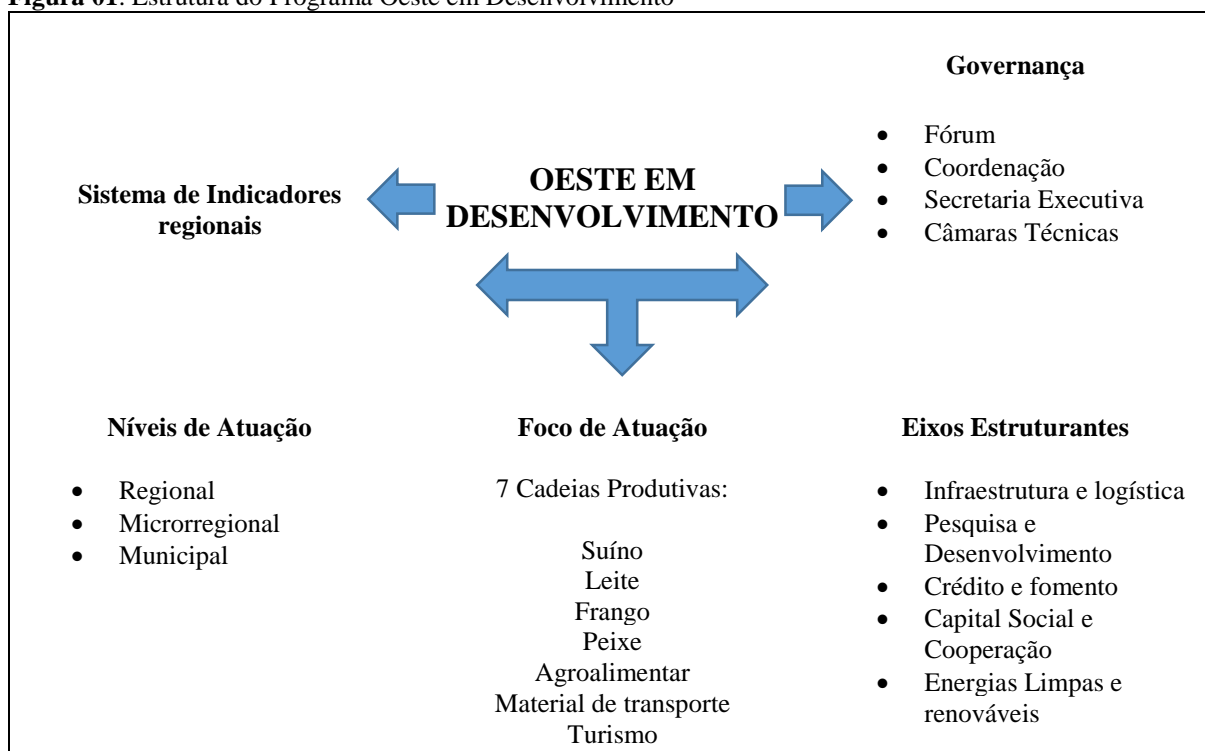 Figura 01: Estrutura do Programa Oeste em Desenvolvimento
Governança
• Fórum
• Coordenação
• Secretaria Executiva
• Câmaras Técnicas
OESTE EM
DESENVOLVIMENTO
Sistema de Indicadores
regionais
Níveis de Atuação
• Regional
• Microrregional
• Municipal
Foco de Atuação
7 Cadeias Produtivas:
Suíno
Leite
Frango
Peixe
Agroalimentar
Material de transporte
Turismo
Eixos Estruturantes
• Infraestrutura e logística
• Pesquisa e
Desenvolvimento
• Crédito e fomento
• Capital Social e
Cooperação
• Energias Limpas e
renováveis